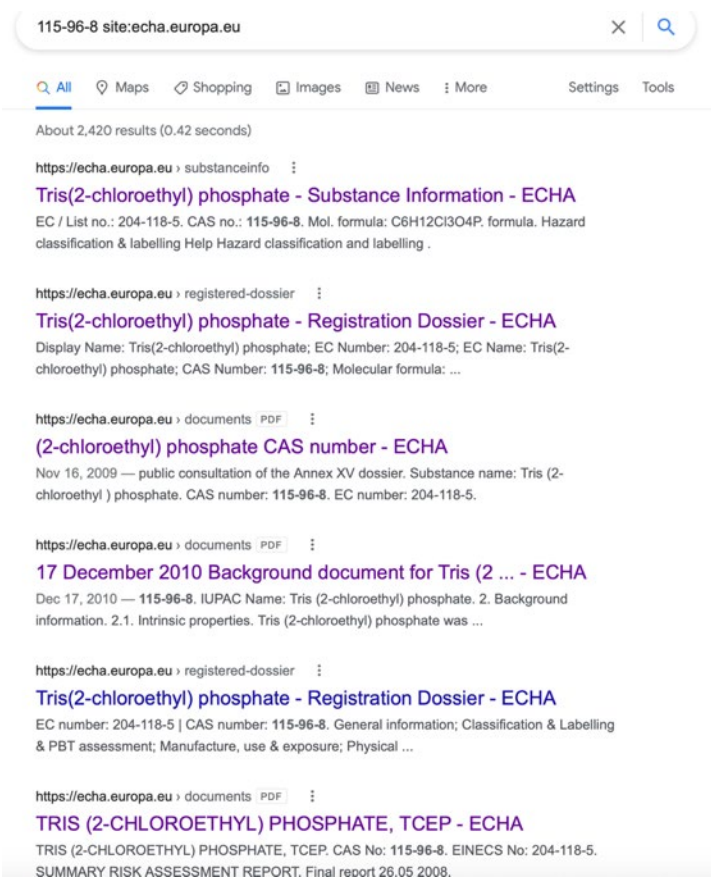 115-96-8 site:echa.europa.eu
All Maps Shopping Images News More Settings Tools
About 2,420 results (0.42 seconds)
https://echa.europa.eu › substanceinfo
Tris(2-chloroethyl) phosphate - Substance Information - ECHA
EC / List no.: 204-118-5. CAS no.: 115-96-8. Mol. formula: C6H12Cl3O4P. formula. Hazard
classification & labelling Help Hazard classification and labelling .
https://echa.europa.eu › registered-dossier
Tris(2-chloroethyl) phosphate - Registration Dossier - ECHA
Display Name: Tris(2-chloroethyl) phosphate; EC Number: 204-118-5; EC Name: Tris(2-
chloroethyl) phosphate; CAS Number: 115-96-8; Molecular formula: ...
https://echa.europa.eu › documents PDF
(2-chloroethyl) phosphate CAS number - ECHA
Nov 16, 2009 — public consultation of the Annex XV dossier. Substance name: Tris (2-
chloroethyl ) phosphate. CAS number: 115-96-8. EC number: 204-118-5.
https://echa.europa.eu › documents PDF
17 December 2010 Background document for Tris (2 ... - ECHA
Dec 17, 2010 — 115-96-8. IUPAC Name: Tris (2-chloroethyl) phosphate. 2. Background
information. 2.1. Intrinsic properties. Tris (2-chloroethyl) phosphate was ...
https://echa.europa.eu › registered-dossier
Tris(2-chloroethyl) phosphate - Registration Dossier - ECHA
EC number: 204-118-5 | CAS number: 115-96-8. General information; Classification & Labelling
& PBT assessment; Manufacture, use & exposure; Physical ...
https://echa.europa.eu › documents PDF
TRIS (2-CHLOROETHYL) PHOSPHATE, TCEP - ECHA
TRIS (2-CHLOROETHYL) PHOSPHATE, TCEP. CAS No: 115-96-8. EINECS No: 204-118-5.
SUMMARY RISK ASSESSMENT REPORT. Final report 26.05 2008.